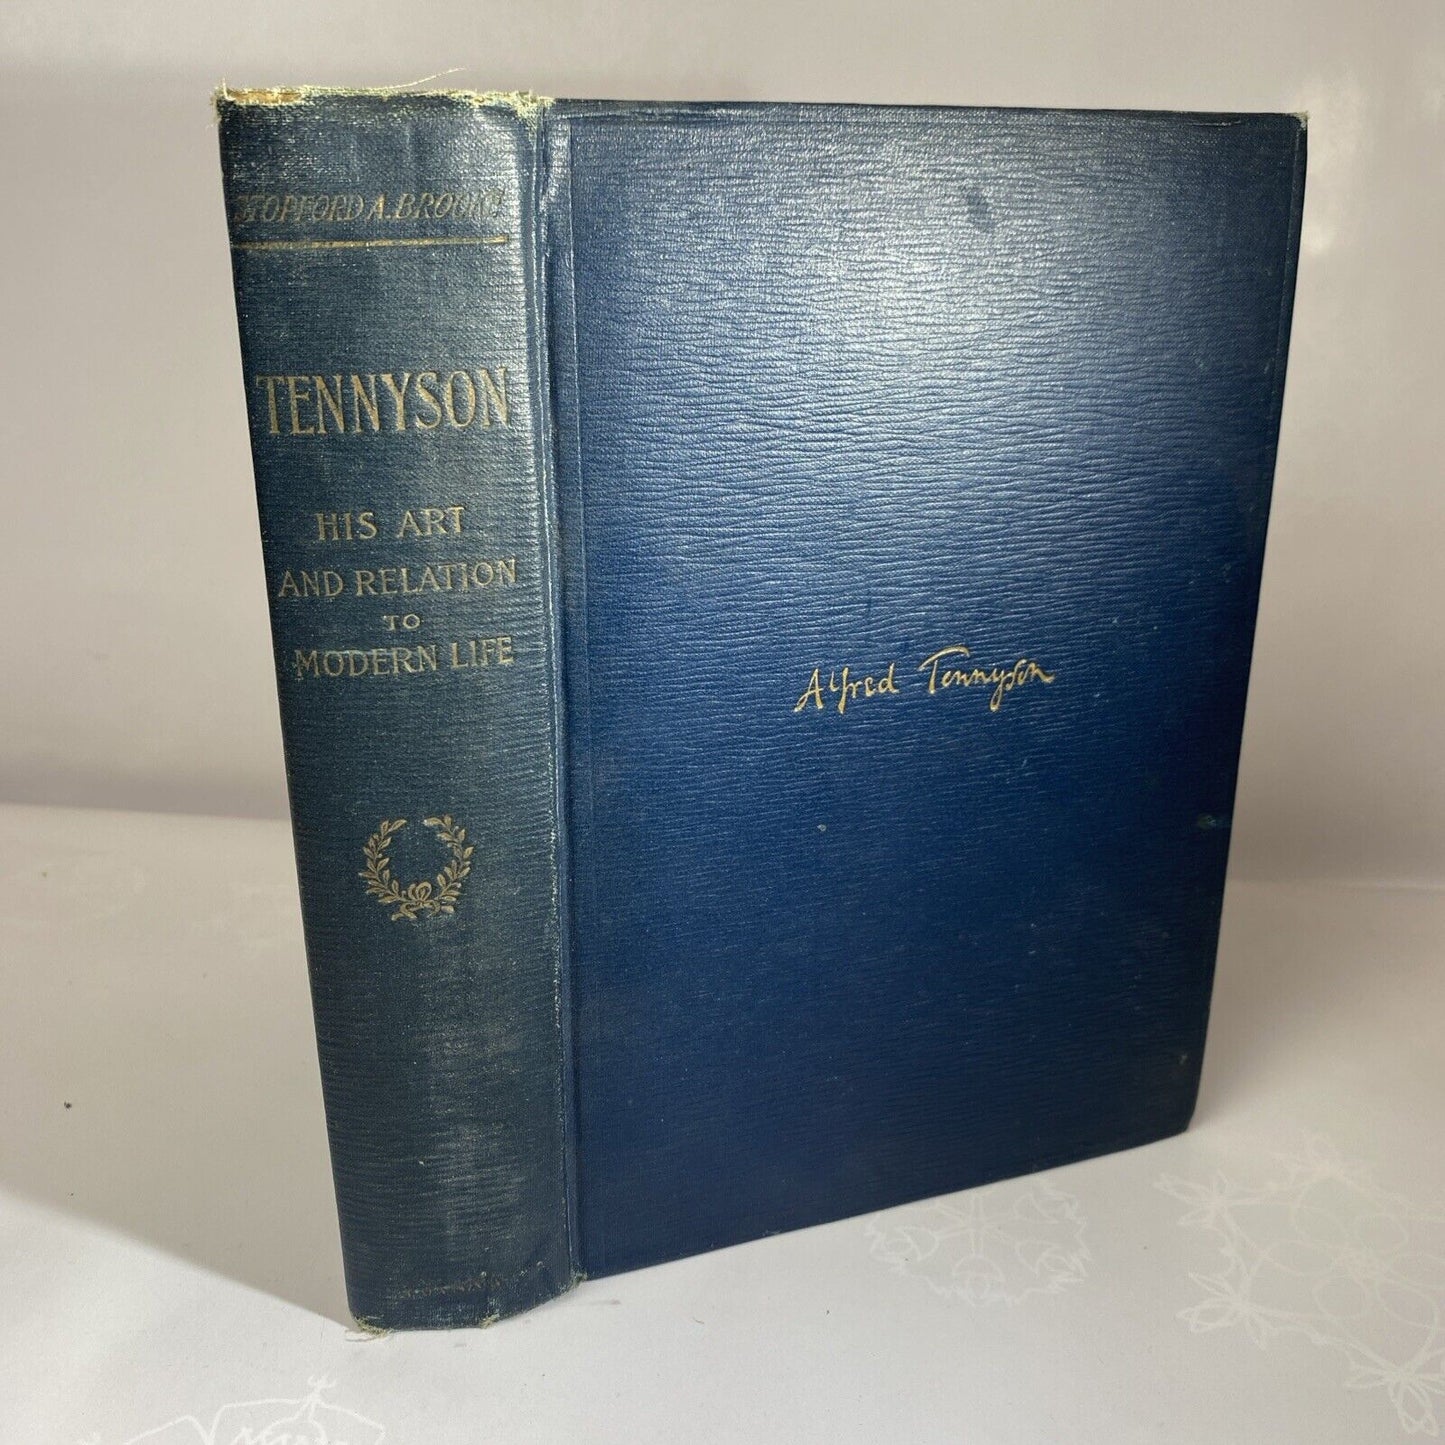 STOPFORD A. BROOKE
TENNYSON
HIS ART
AND RELATION
TO
MODERN LIFE
Alfred Tennyson